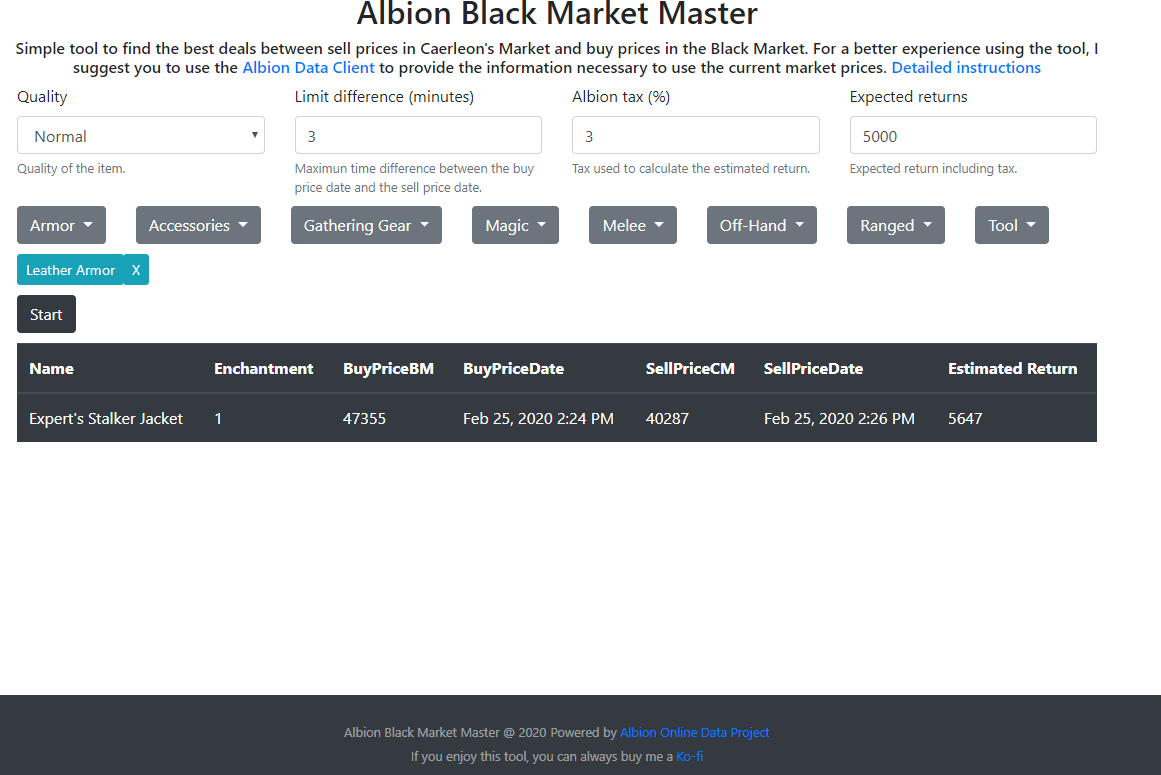 Albion Black Market Master
Simple tool to find the best deals between sell prices in Caerleon's Market and buy prices in the Black Market. For a better experience using the tool, I
suggest you to use the Albion Data Client to provide the information necessary to use the current market prices. Detailed instructions
Quality Limit difference (minutes) Albion tax (%) Expected returns
Normal 3 3 5000
Quality of the item. Maximun time difference between the buy Tax used to calculate the estimated return. Expected return including tax.
price date and the sell price date.
Armor Accessories Gathering Gear Magic Melee Off-Hand Ranged Tool
Leather Armor X
Start
Name Enchantment BuyPriceBM BuyPriceDate SellPriceCM SellPriceDate Estimated Return
Expert's Stalker Jacket 1 47355 Feb 25, 2020 2:24 PM 40287 Feb 25, 2020 2:26 PM 5647
Albion Black Market Master @ 2020 Powered by Albion Online Data Project
If you enjoy this tool, you can always buy me a Ko-fi